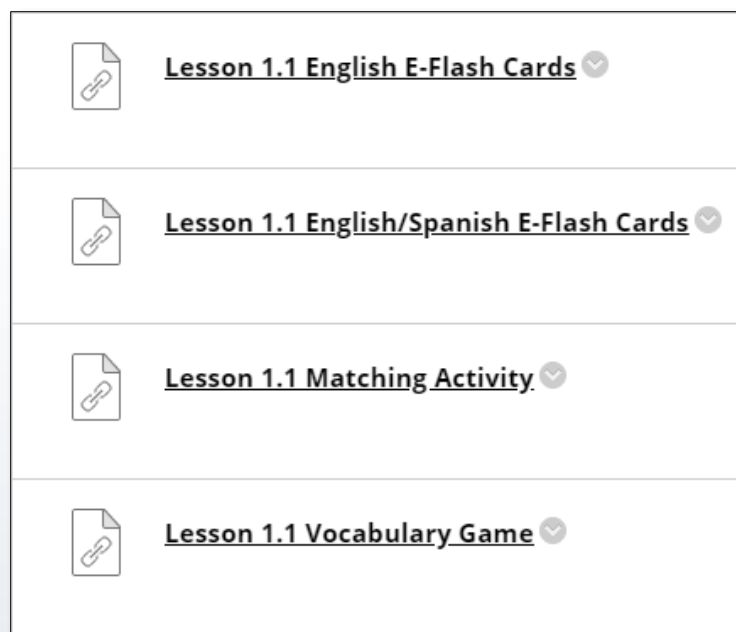 Lesson 1.1 English E-Flash Cards
Lesson 1.1 English/Spanish E-Flash Cards
Lesson 1.1 Matching Activity
Lesson 1.1 Vocabulary Game